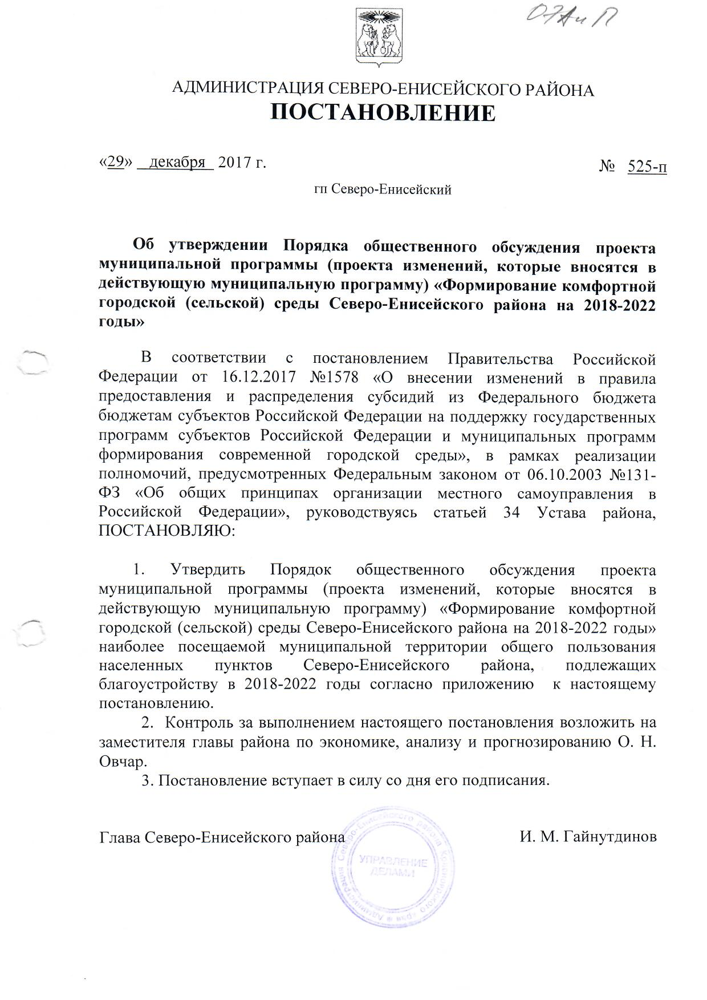 ОЭАиП
АДМИНИСТРАЦИЯ СЕВЕРО-ЕНИСЕЙСКОГО РАЙОНА
ПОСТАНОВЛЕНИЕ
«29» декабря 2017 г.
№ 525-п
гп Северо-Енисейский
Об утверждении Порядка общественного обсуждения проекта
муниципальной программы (проекта изменений, которые вносятся в
действующую муниципальную программу) «Формирование комфортной
городской (сельской) среды Северо-Енисейского района на 2018-2022
годы»
В соответствии с постановлением Правительства Российской
Федерации от 16.12.2017 №1578 «О внесении изменений в правила
предоставления и распределения субсидий из Федерального бюджета
бюджетам субъектов Российской Федерации на поддержку государственных
программ субъектов Российской Федерации и муниципальных программ
формирования современной городской среды», в рамках реализации
полномочий, предусмотренных Федеральным законом от 06.10.2003 №131-
ФЗ «Об общих принципах организации местного самоуправления в
Российской Федерации», руководствуясь статьей 34 Устава района,
ПОСТАНОВЛЯЮ:
1. Утвердить Порядок общественного обсуждения проекта
муниципальной программы (проекта изменений, которые вносятся в
действующую муниципальную программу) «Формирование комфортной
городской (сельской) среды Северо-Енисейского района на 2018-2022 годы»
наиболее посещаемой муниципальной территории общего пользования
населенных пунктов Северо-Енисейского района, подлежащих
благоустройству в 2018-2022 годы согласно приложению к настоящему
постановлению.
2. Контроль за выполнением настоящего постановления возложить на
заместителя главы района по экономике, анализу и прогнозированию О. Н.
Овчар.
3. Постановление вступает в силу со дня его подписания.
Глава Северо-Енисейского района
И. М. Гайнутдинов
Администрация Северо-Енисейского района Красноярского края
УПРАВЛЕНИЕ
ДЕЛАМИ